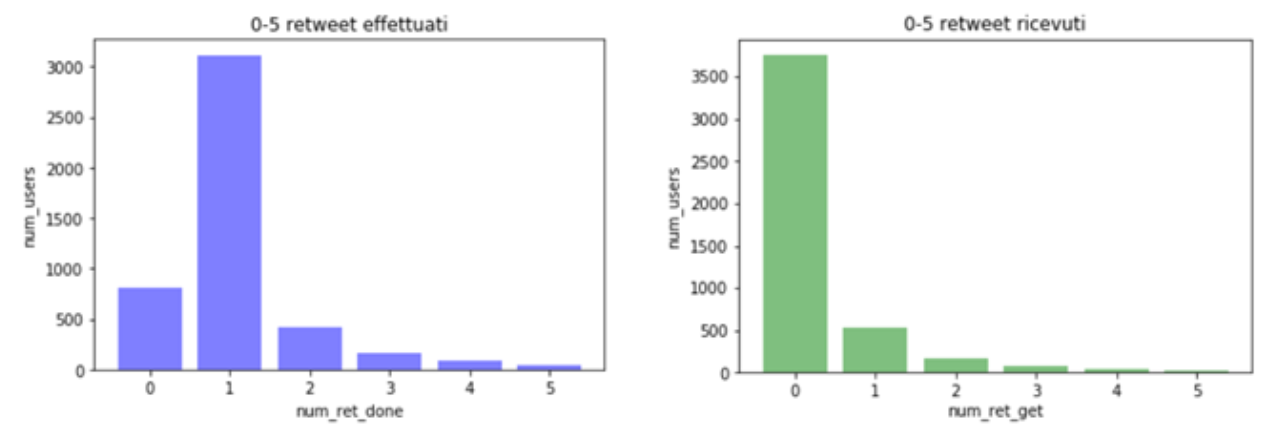 0-5 retweet effettuati
3000
2500
2000
1500
1000
500
0
num_users
0 1 2 3 4 5
num_ret_done
0-5 retweet ricevuti
3500
3000
2500
2000
1500
1000
500
0
num_users
0 1 2 3 4 5
num_ret_get